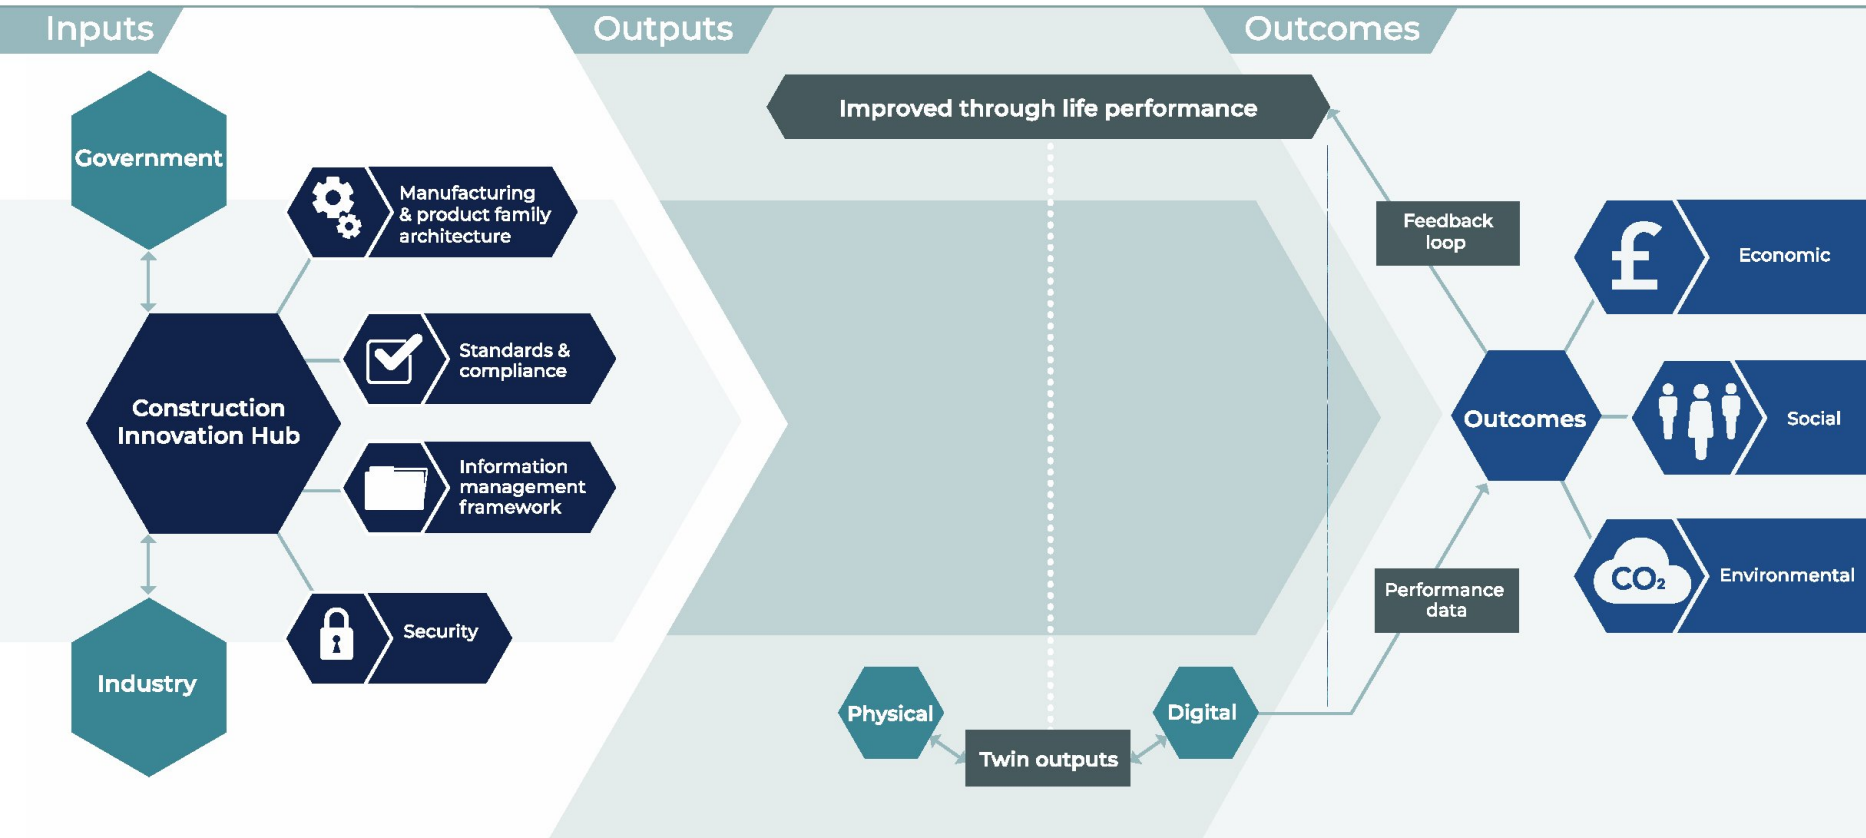 Inputs
Outputs
Outcomes
Improved through life performance
Government
Manufacturing
& product family
architecture
Feedback
loop
Economic
Standards &
compliance
Construction
Innovation Hub
Outcomes
Social
Information
management
framework
Performance
data
CO₂
Environmental
Security
Industry
Physical
Digital
Twin outputs